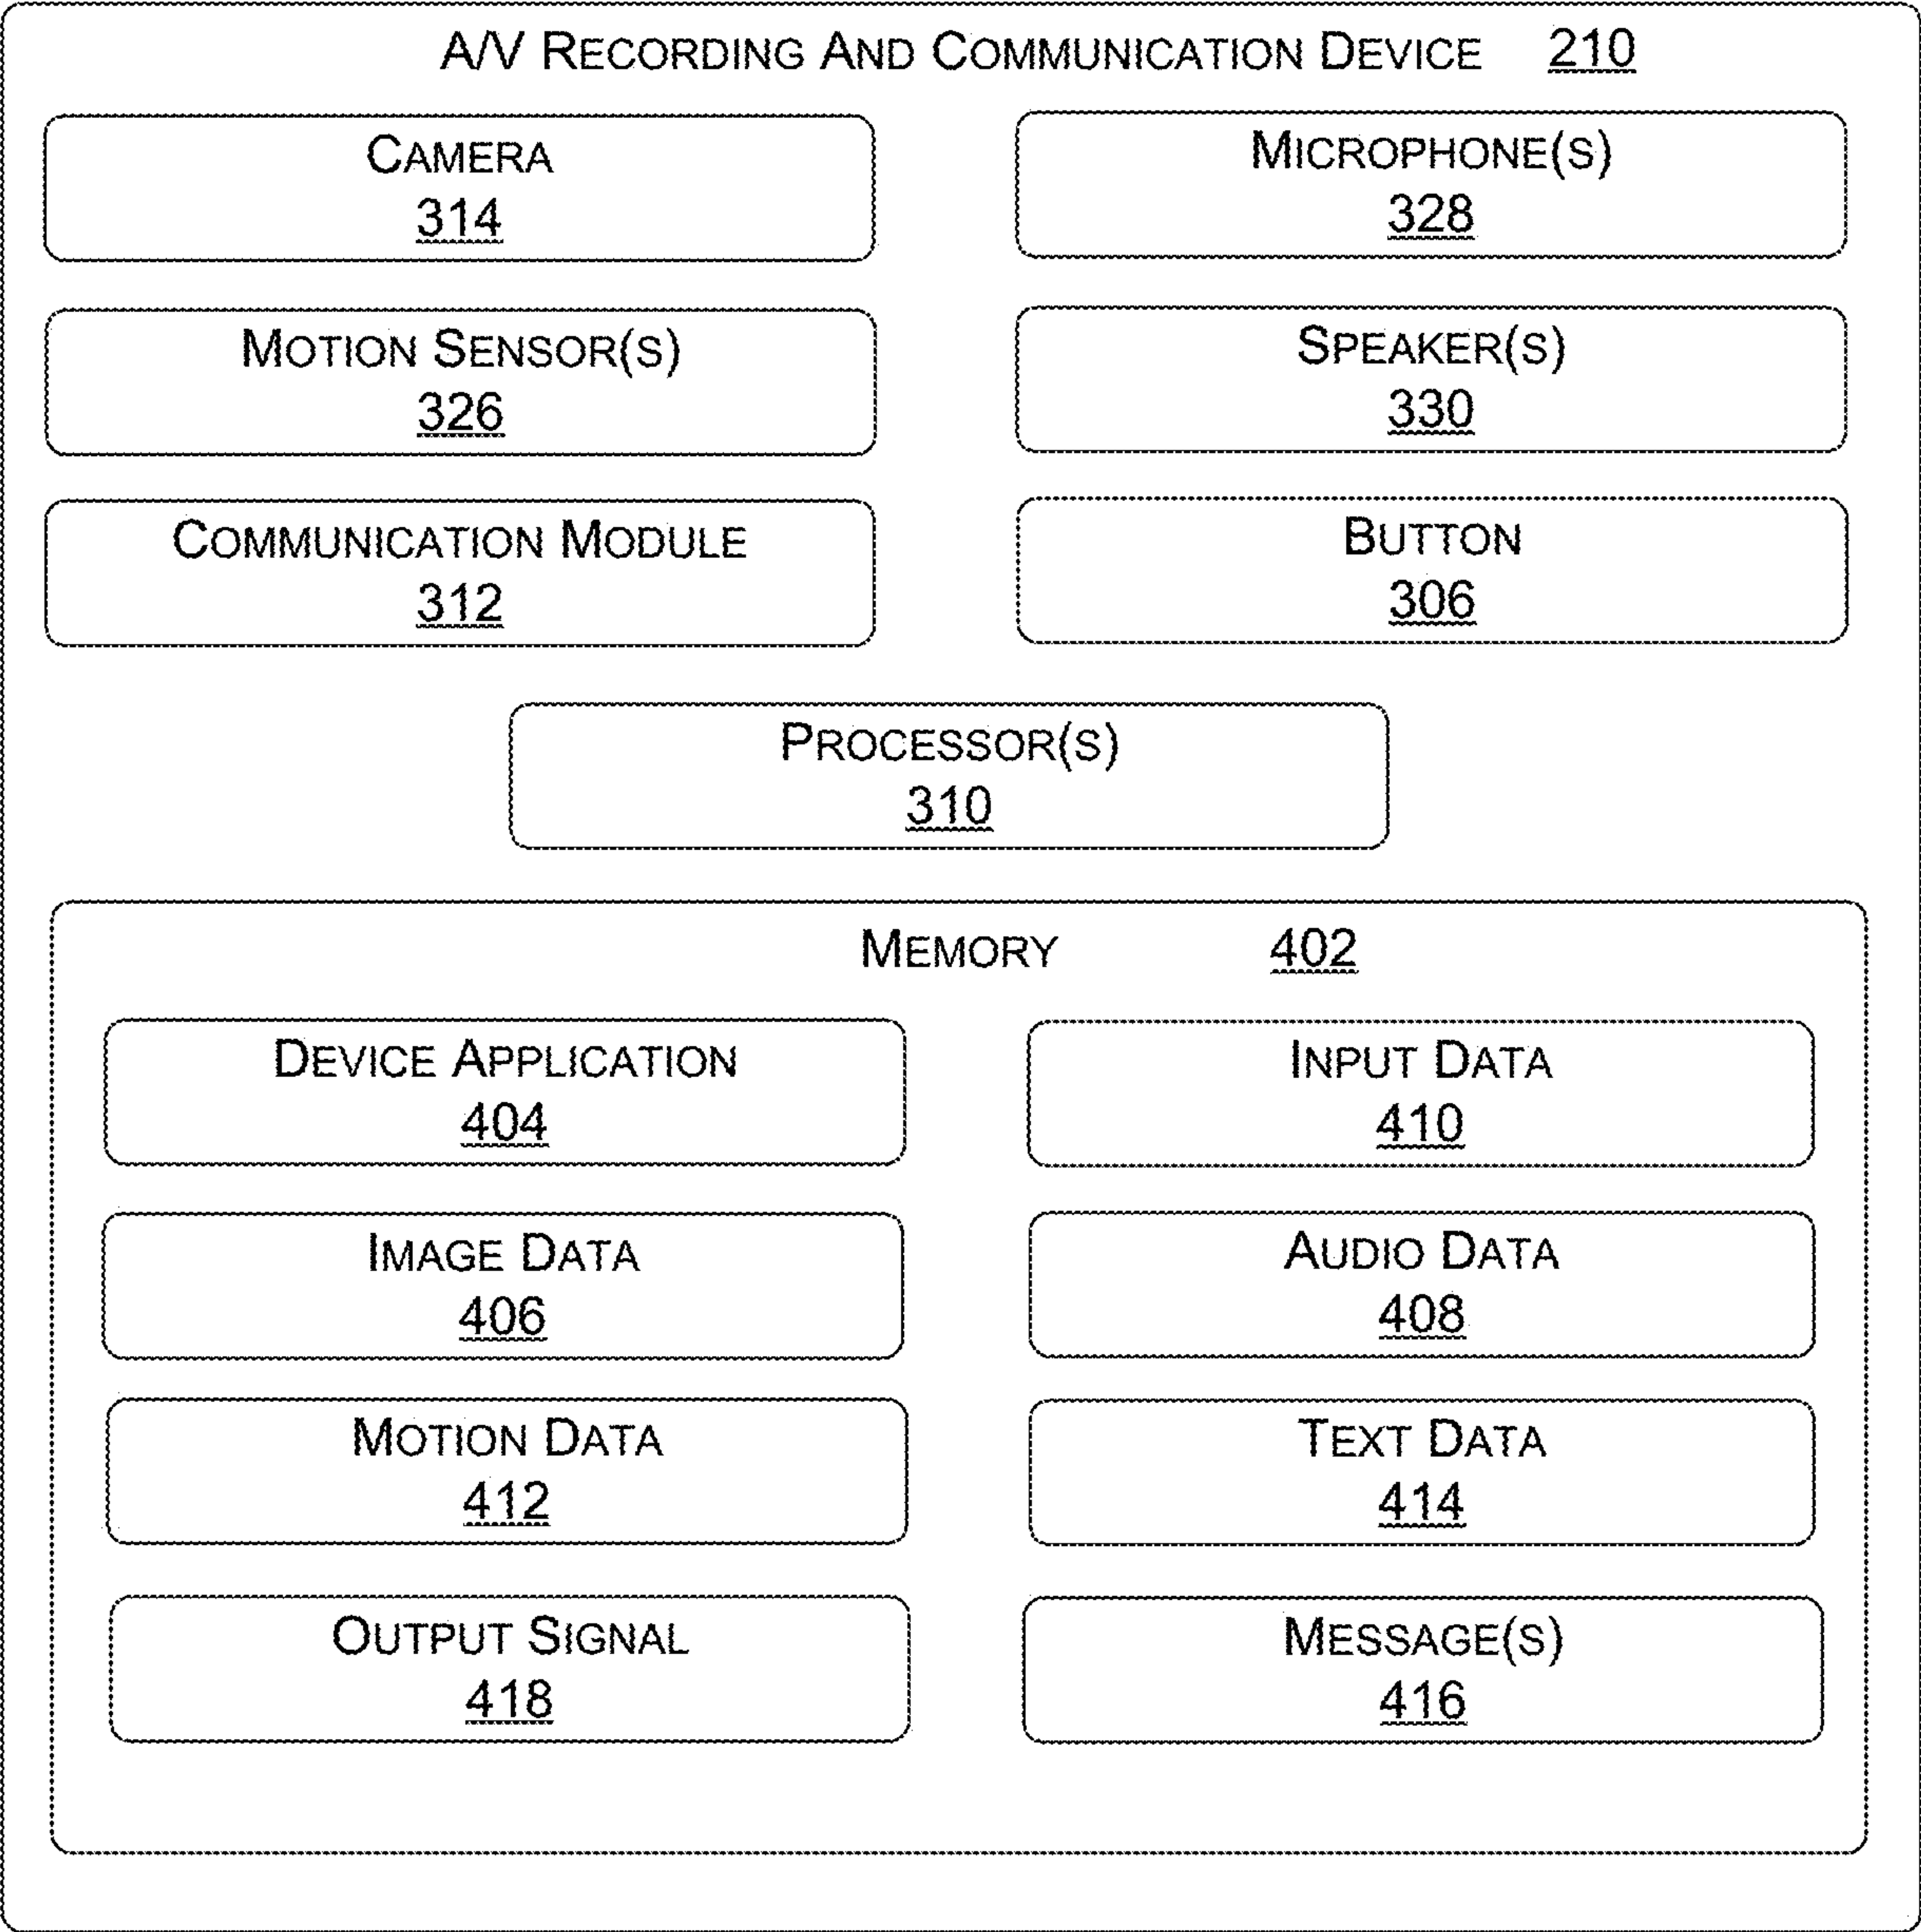 A/V Recording And Communication Device 210
Camera
314
Microphone(s)
328
Motion Sensor(s)
326
Speaker(s)
330
Communication Module
312
Button
306
Processor(s)
310
Memory 402
Device Application
404
Input Data
410
Image Data
406
Audio Data
408
Motion Data
412
Text Data
414
Output Signal
418
Message(s)
416